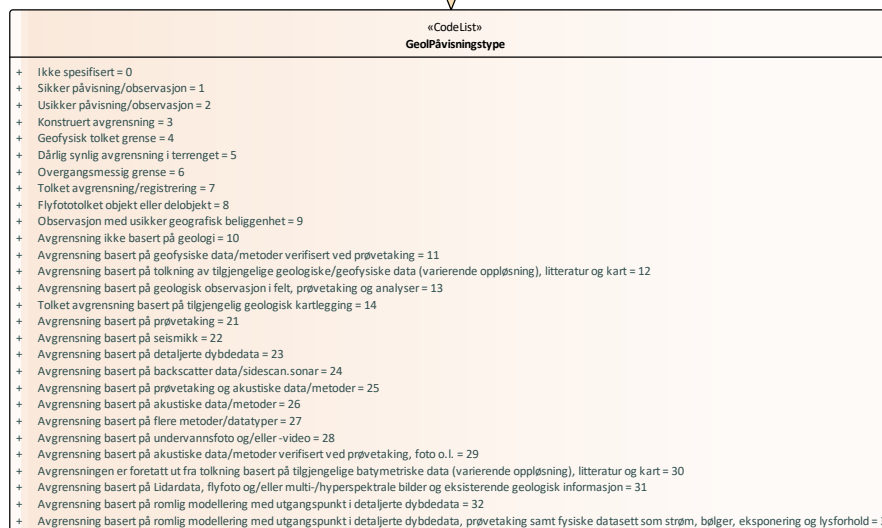 «CodeList»
GeolPåvisningstype
+ Ikke spesifisert = 0
+ Sikker påvisning/observasjon = 1
+ Usikker påvisning/observasjon = 2
+ Konstruert avgrensning = 3
+ Geofysisk tolket grense = 4
+ Dårlig synlig avgrensning i terrenget = 5
+ Overgangsmessig grense = 6
+ Tolket avgrensning/registrering = 7
+ Flyfototolket objekt eller delobjekt = 8
+ Observasjon med usikker geografisk beliggenhet = 9
+ Avgrensning ikke basert på geologi = 10
+ Avgrensning basert på geofysiske data/metoder verifisert ved prøvetaking = 11
+ Avgrensning basert på tolkning av tilgjengelige geologiske/geofysiske data (varierende oppløsning), litteratur og kart = 12
+ Avgrensning basert på geologisk observasjon i felt, prøvetaking og analyser = 13
+ Tolket avgrensning basert på tilgjengelig geologisk kartlegging = 14
+ Avgrensning basert på prøvetaking = 21
+ Avgrensning basert på seismikk = 22
+ Avgrensning basert på detaljerte dybdedata = 23
+ Avgrensning basert på backscatter data/sidescan.sonar = 24
+ Avgrensning basert på prøvetaking og akustiske data/metoder = 25
+ Avgrensning basert på akustiske data/metoder = 26
+ Avgrensning basert på flere metoder/datatyper = 27
+ Avgrensning basert på undervannsfoto og/eller -video = 28
+ Avgrensning basert på akustiske data/metoder verifisert ved prøvetaking, foto o.l. = 29
+ Avgrensningen er foretatt ut fra tolkning basert på tilgjengelige batymetriske data (varierende oppløsning), litteratur og kart = 30
+ Avgrensning basert på Lidardata, flyfoto og/eller multi-/hyperspektrale bilder og eksisterende geologisk informasjon = 31
+ Avgrensning basert på romlig modellering med utgangspunkt i detaljerte dybdedata = 32
+ Avgrensning basert på romlig modellering med utgangspunkt i detaljerte dybdedata, prøvetaking samt fysiske datasett som strøm, bølger, eksponering og lysforhold =